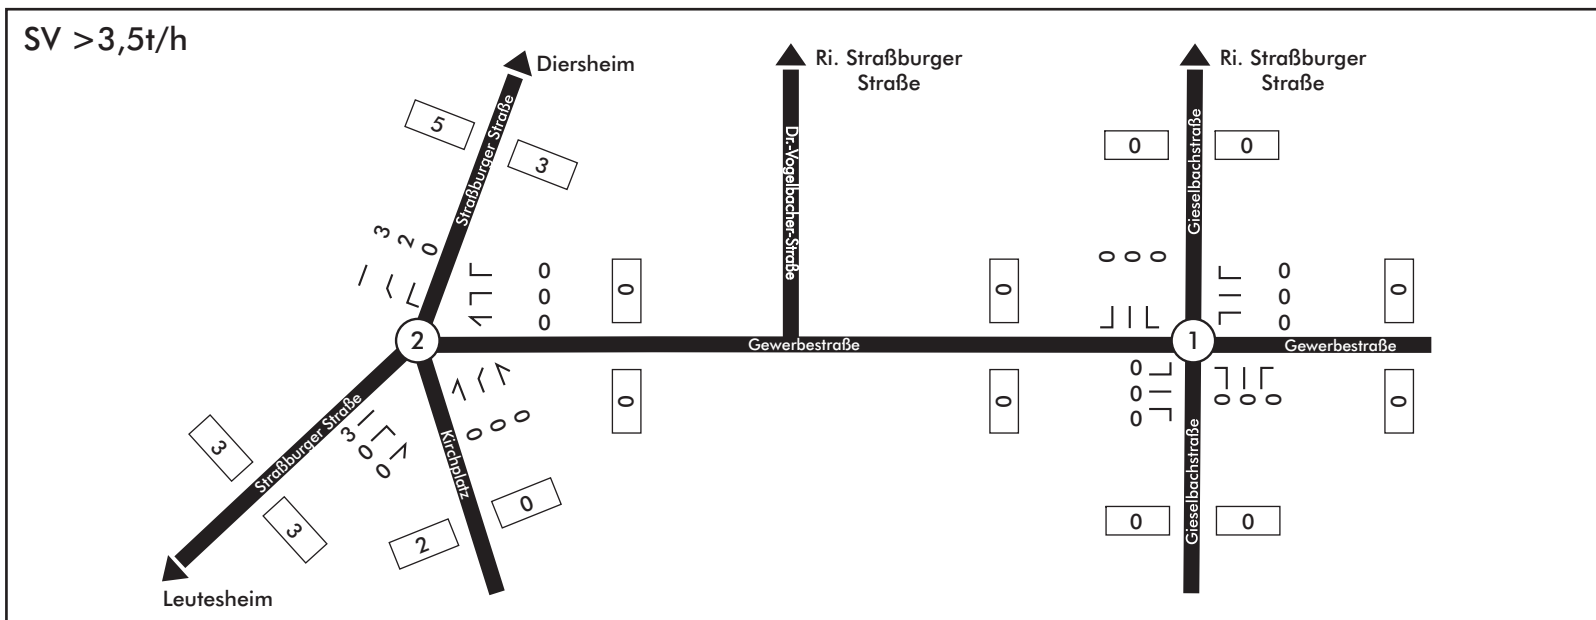 SV >3,5t/h
Diersheim
Ri. Straßburger
Straße
Ri. Straßburger
Straße
5
3
Straßburger Straße
Dr.-Vogelbacher-Straße
0
0
Gieselbachstraße
3
2
0
0
0
0
0
0
0
0
0
0
0
0
0
2
Gewerbestraße
1
Gewerbestraße
0
0
0
0
0
0
0
0
0
0
0
0
3
0
0
Straßburger Straße
3
3
Leutesheim
Kirchplatz
2
0
Gieselbachstraße
0
0